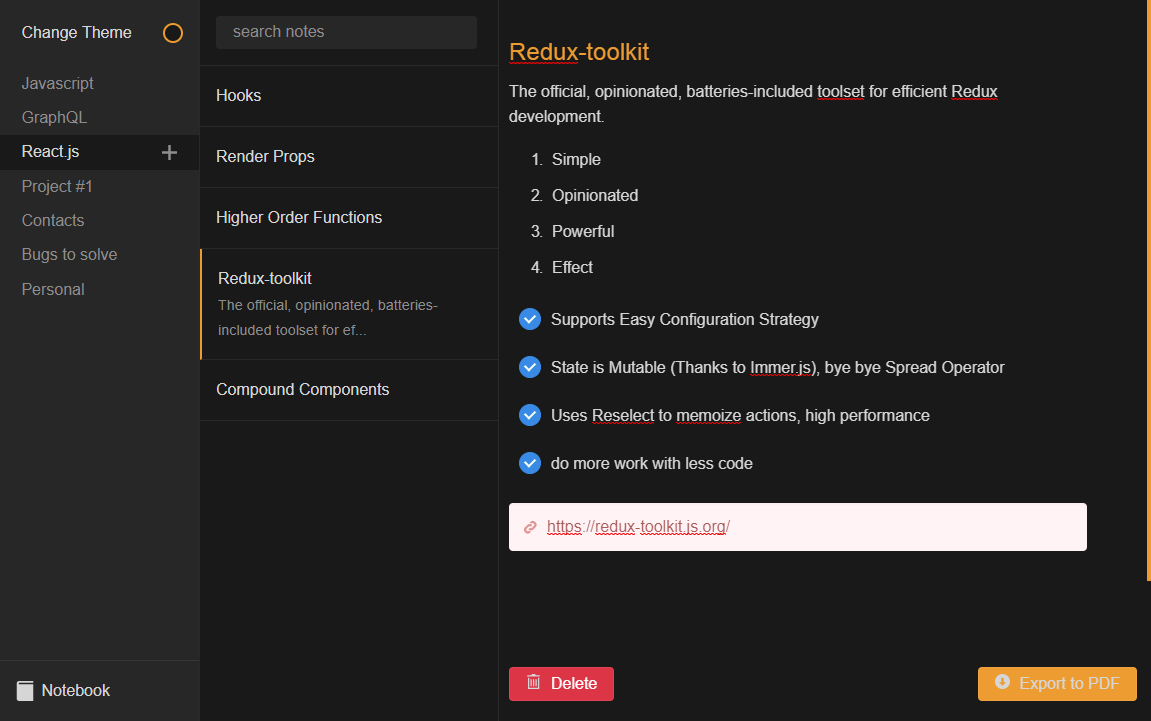 Change Theme
Javascript
GraphQL
React.js
Project #1
Contacts
Bugs to solve
Personal
Notebook
search notes
Hooks
Render Props
Higher Order Functions
Redux-toolkit
The official, opinionated, batteries-
included toolset for ef...
Compound Components
Redux-toolkit
The official, opinionated, batteries-included toolset for efficient Redux
development.
1. Simple
2. Opinionated
3. Powerful
4. Effect
Supports Easy Configuration Strategy
State is Mutable (Thanks to Immer.js), bye bye Spread Operator
Uses Reselect to memoize actions, high performance
do more work with less code
https://redux-toolkit.js.org/
Delete
Export to PDF